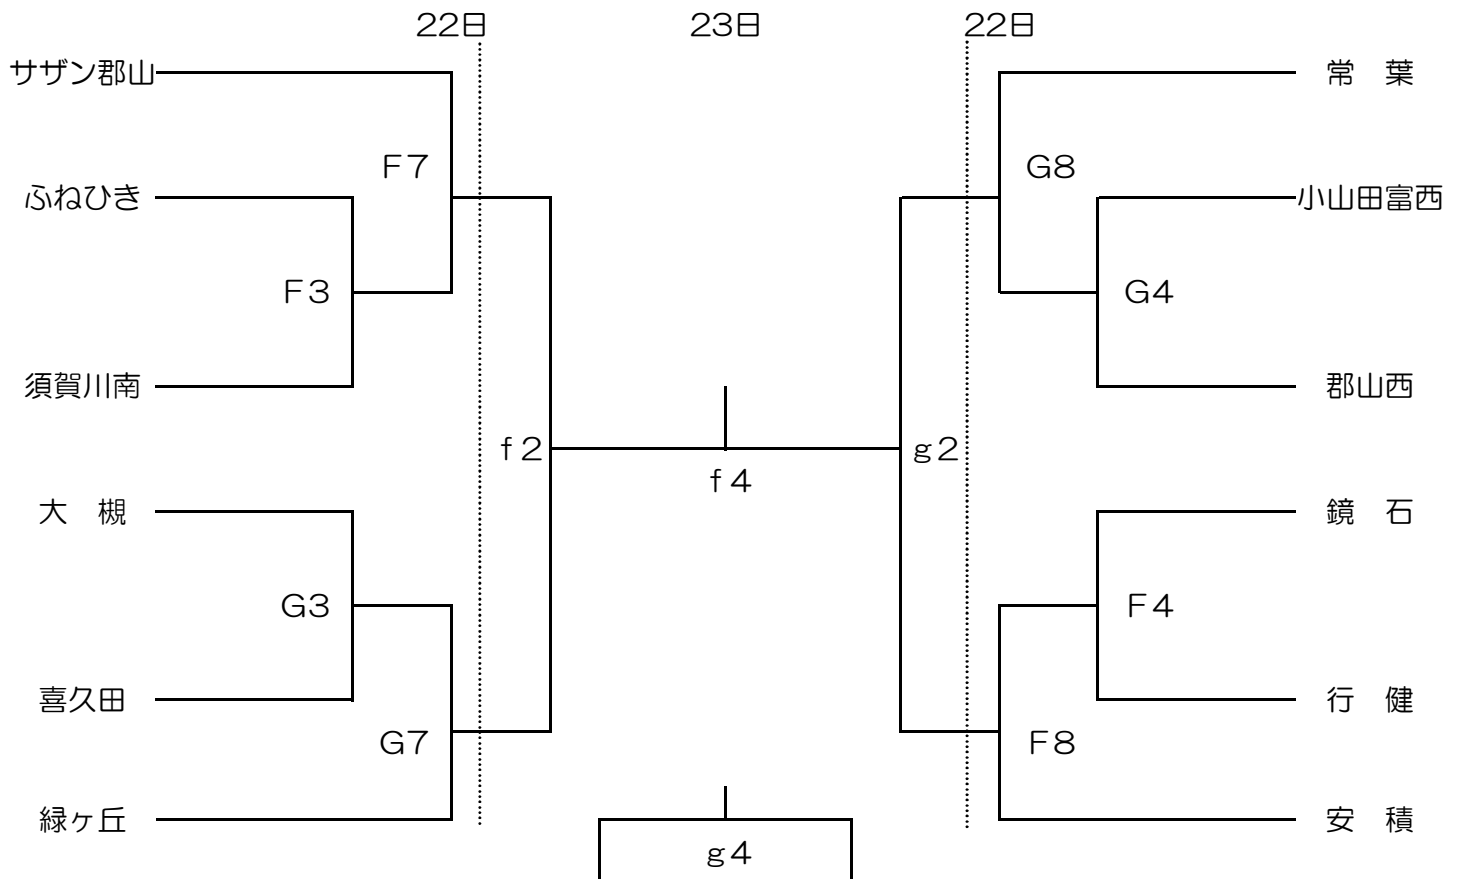 22日 23日 22日
サザン郡山 常 葉
F7 G8
ふねひき 小山田富西
F3 G4
須賀川南 郡山西
f2 g2
f4
大 槻 鏡 石
G3 F4
喜久田 行 健
G7 F8
緑ヶ丘 安 積
g4